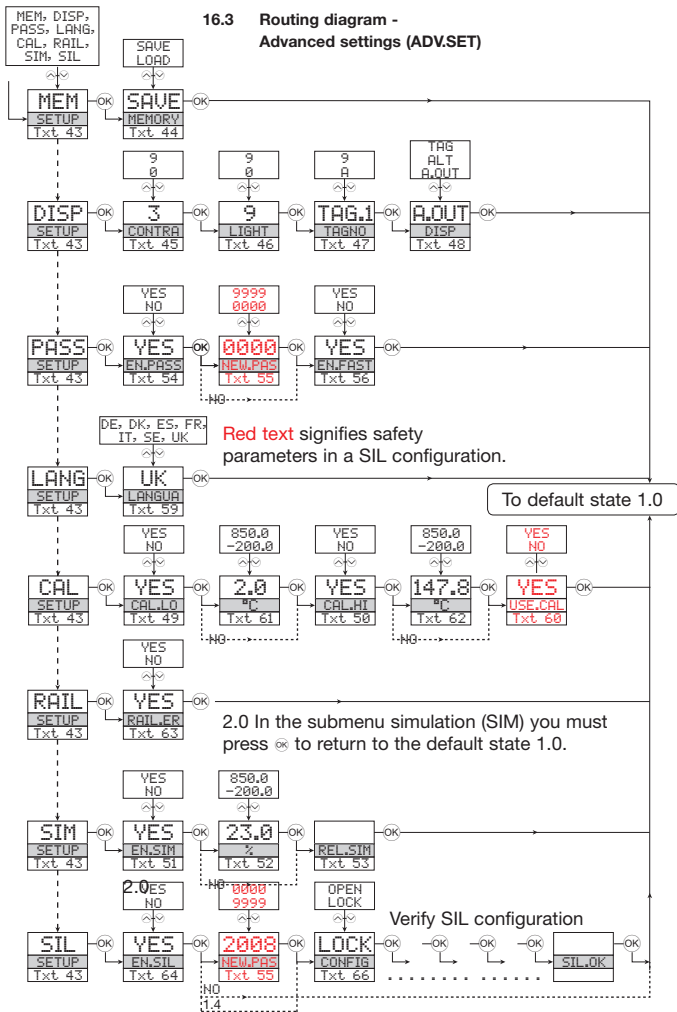 16.3 Routing diagram -
Advanced settings (ADV.SET)
MEM, DISP,
PASS, LANG,
CAL, RAIL,
SIM, SIL
SAVE
LOAD
MEM OK SAVE OK
SETUP MEMORY
Txt 43 Txt 44
9 9 9 TAG
0 0 A ALT
A.OUT
DISP OK 3 OK 9 OK TAG.1 OK A.OUT OK
SETUP CONTRA LIGHT TAGNO DISP
Txt 43 Txt 45 Txt 46 Txt 47 Txt 48
YES 9999 YES
NO 0000 NO
PASS OK YES OK 0000 OK YES OK
SETUP EN.PASS NEW.PAS EN.FAST
Txt 43 Txt 54 Txt 55 Txt 56
NO
DE, DK, ES, FR,
IT, SE, UK
Red text signifies safety
parameters in a SIL configuration.
LANG OK UK OK
SETUP LANGUA
Txt 43 Txt 59
To default state 1.0
YES 850.0 YES 850.0 YES
NO -200.0 NO -200.0 NO
CAL OK YES OK 2.0 OK YES OK 147.8 OK YES OK
SETUP CAL.LO °C CAL.HI °C USE.CAL
Txt 43 Txt 49 Txt 61 Txt 50 Txt 62 Txt 60
NO NO
YES
NO
RAIL OK YES OK
SETUP RAIL.ER
Txt 43 Txt 63
2.0 In the submenu simulation (SIM) you must
press OK to return to the default state 1.0.
YES 850.0
NO -200.0
SIM OK YES OK 23.0 OK OK
SETUP EN.SIM % REL.SIM
Txt 43 Txt 51 Txt 52 Txt 53
NO
2.0
YES 0000 OPEN
NO 9999 LOCK
Verify SIL configuration
SIL OK YES OK 2008 OK LOCK OK OK OK OK OK
SETUP EN.SIL NEW.PAS CONFIG SIL.OK
Txt 43 Txt 64 Txt 55 Txt 66 . . . . . . . . . . . . . .
NO
1.4